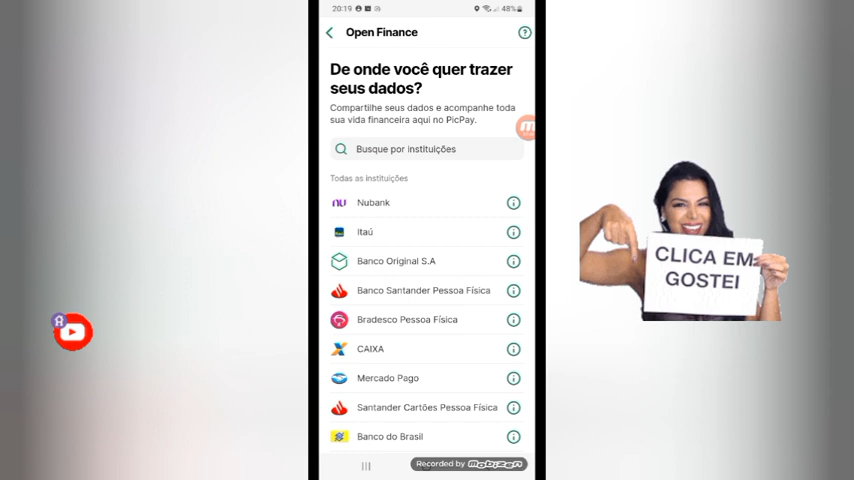 20:19
48%
Open Finance
De onde você quer trazer
seus dados?
Compartilhe seus dados e acompanhe toda
sua vida financeira aqui no PicPay.
Busque por instituições
Todas as instituições
nu Nubank
Itaú
Banco Original S.A
Banco Santander Pessoa Física
Bradesco Pessoa Física
CAIXA
Mercado Pago
Santander Cartões Pessoa Física
Banco do Brasil
Recorded by mobizen
CLICA EM
GOSTEI